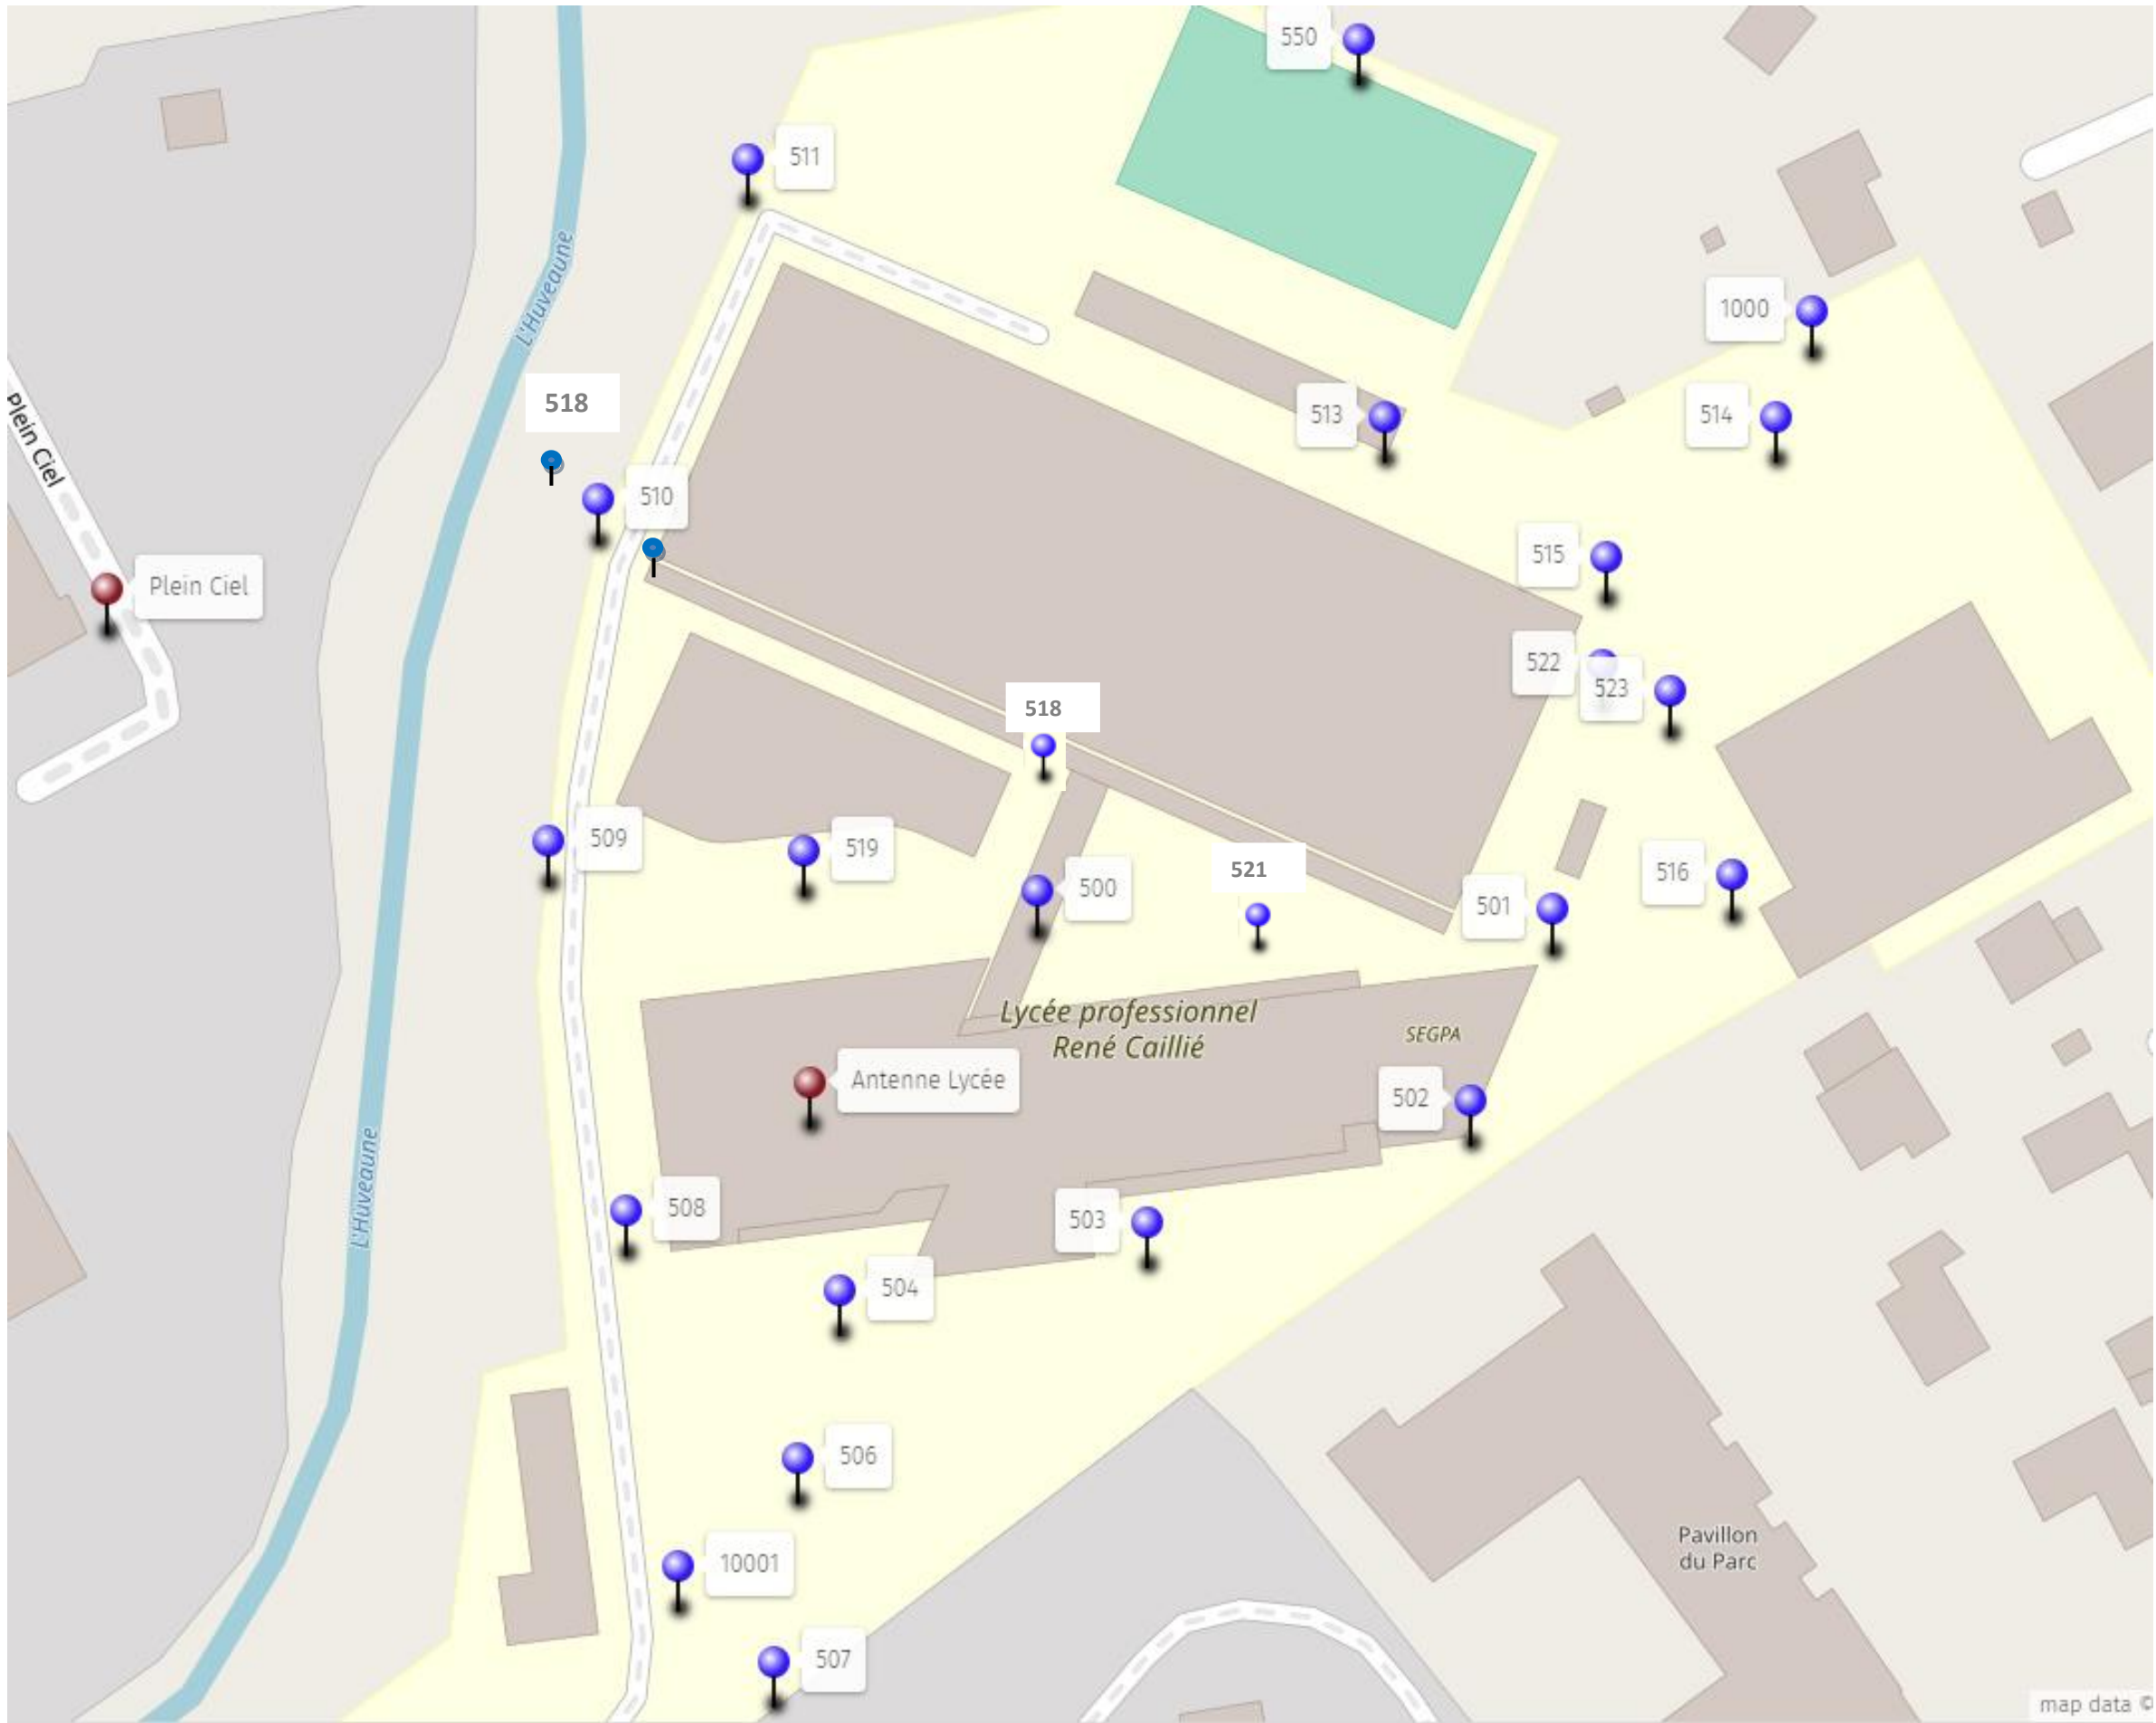 550
511
L'Huveaune
1000
518
Plein Ciel
513
514
510
515
Plein Ciel
522
523
518
509
519
521
516
500
501
Lycée professionnel
René Caillié
SEGPA
Antenne Lycée
502
L'Huveaune
508
503
504
506
Pavillon
du Parc
10001
507
map data ©